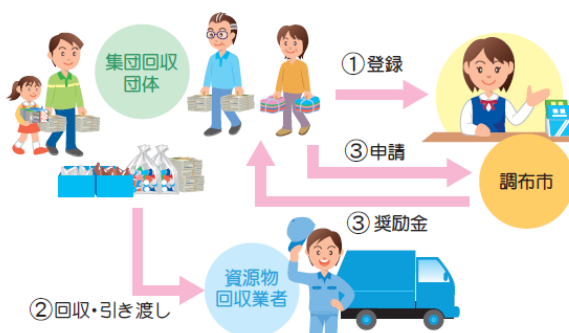 集団回収
団体
①登録
③申請
調布市
③奨励金
資源物
回収業者
②回収・引き渡し